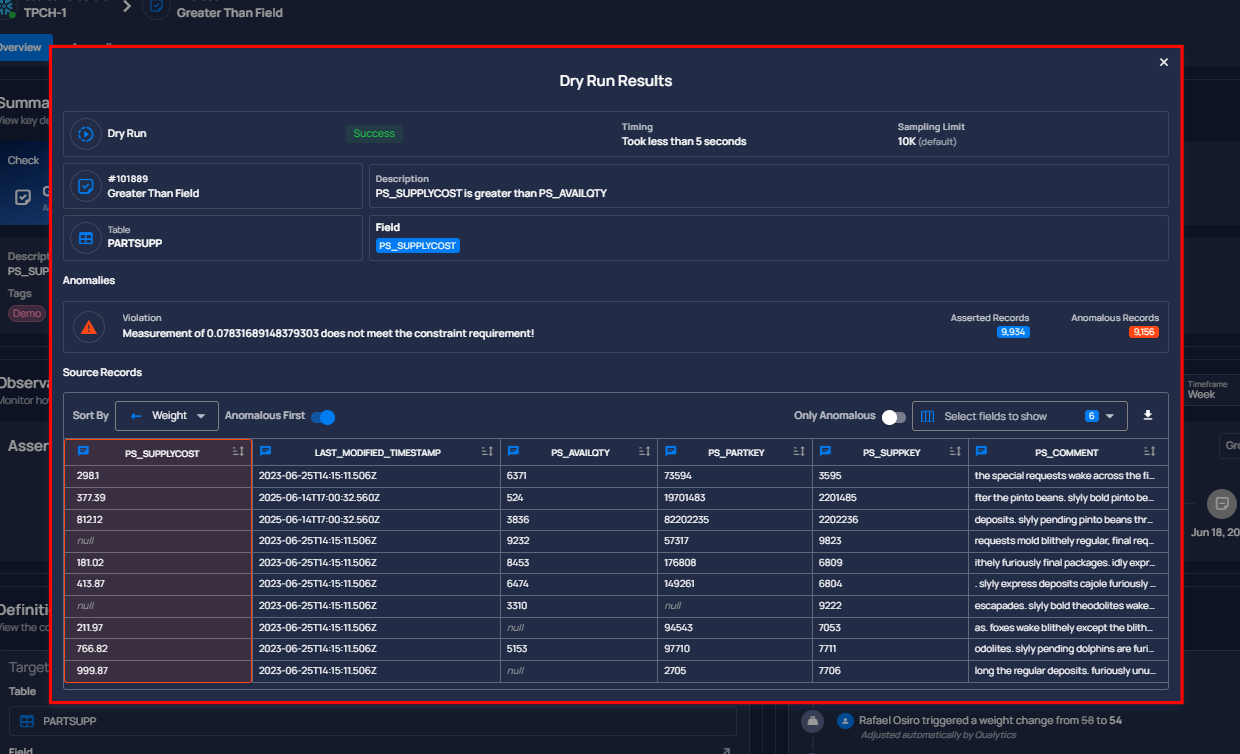 TPCH-1
Greater Than Field
Overview
Dry Run Results
Dry Run
Success
Timing
Took less than 5 seconds
Sampling Limit
10K (default)
#101889
Greater Than Field
Description
PS_SUPPLYCOST is greater than PS_AVAILQTY
Table
PARTSUPP
Field
PS_SUPPLYCOST
Anomalies
Violation
Measurement of 0.07831689148379303 does not meet the constraint requirement!
Asserted Records
9,934
Anomalous Records
9,156
Source Records
Sort By
Weight
Anomalous First
Only Anomalous
Select fields to show
6
PS_SUPPLYCOST LAST_MODIFIED_TIMESTAMP PS_AVAILQTY PS_PARTKEY PS_SUPPKEY PS_COMMENT
298.1 2023-06-25T14:15:11.506Z 6371 73594 3595 the special requests wake across the fi...
377.39 2025-06-14T17:00:32.560Z 524 19701483 2201485 fter the pinto beans. slyly bold pinto be...
812.12 2025-06-14T17:00:32.560Z 3836 82202235 2202236 deposits. slyly pending pinto beans thr...
null 2023-06-25T14:15:11.506Z 9232 57317 9823 requests mold blithely regular, final req...
181.02 2023-06-25T14:15:11.506Z 8453 176808 6809 ithely furiously final packages. idly expr...
413.87 2023-06-25T14:15:11.506Z 6474 149261 6804 . slyly express deposits cajole furiously ...
null 2023-06-25T14:15:11.506Z 3310 null 9222 escapades. slyly bold theodolites wake...
211.97 2023-06-25T14:15:11.506Z null 94543 7053 as. foxes wake blithely except the blith...
766.82 2023-06-25T14:15:11.506Z 5153 97710 7711 odolites. slyly pending dolphins are furi...
999.87 2023-06-25T14:15:11.506Z null 2705 7706 long the regular deposits. furiously unu...
Summa
View key de
Check
G
Descript
PS_SUP
Tags
Demo
Observa
Monitor ho
Asser
Definiti
View the co
Target
Table
PARTSUPP
Field
Timeframe
Week
Gro
Jun 18, 20
Rafael Osiro triggered a weight change from 58 to 54
Adjusted automatically by Qualytics